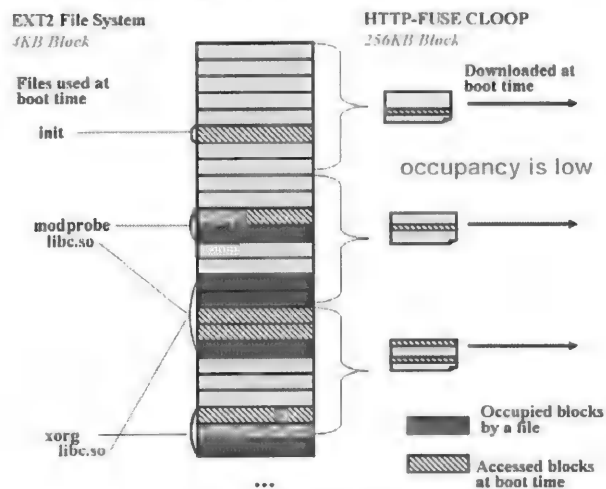 EXT2 File System
4KB Block
HTTP-FUSE CLOOP
256KB Block
Files used at
boot time
Downloaded at
boot time
init
occupancy is low
modprobe
libc.so
xorg
libc.so
Occupied blocks
by a file
Accessed blocks
at boot time
...